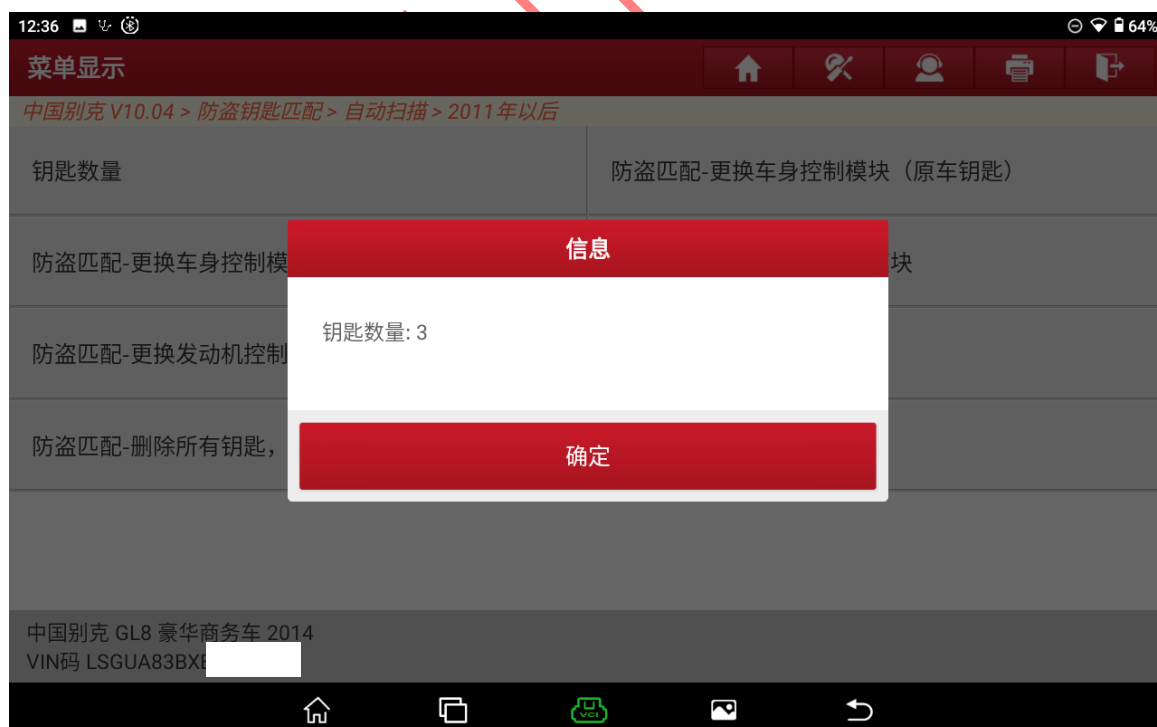 12:36
64%
菜单显示
中国别克 V10.04 > 防盗钥匙匹配 > 自动扫描 > 2011年以后
钥匙数量
防盗匹配-更换车身控制模块（原车钥匙）
防盗匹配-更换车身控制模
块
信息
钥匙数量: 3
防盗匹配-更换发动机控制
防盗匹配-删除所有钥匙，
确定
中国别克 GL8 豪华商务车 2014
VIN码 LSGUA83BX
VCI